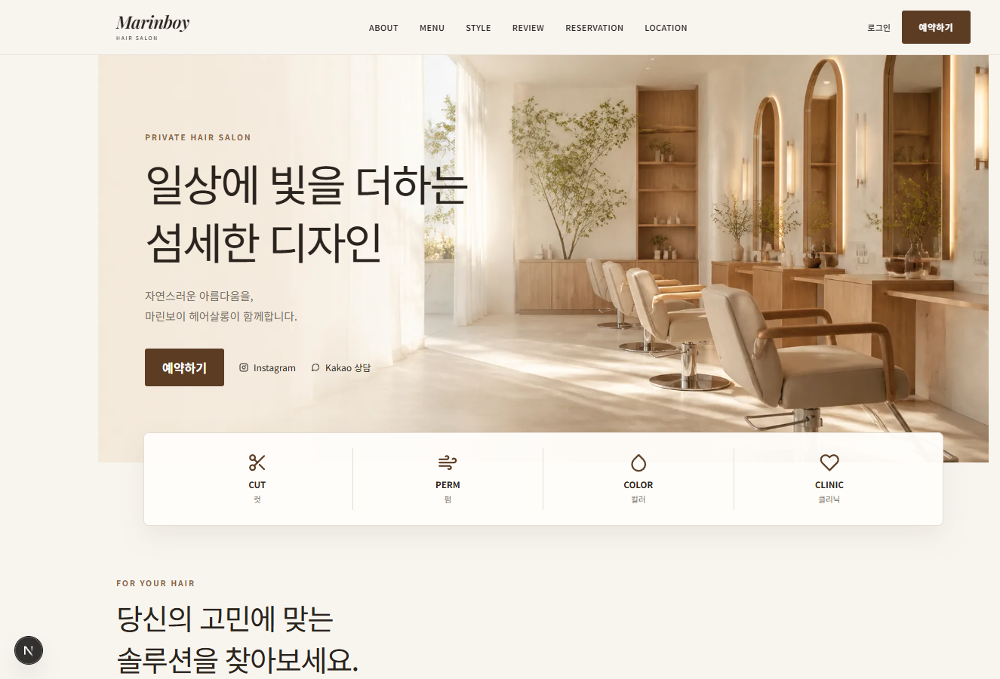 Marinboy
HAIR SALON
ABOUT MENU STYLE REVIEW RESERVATION LOCATION
로그인
예약하기
PRIVATE HAIR SALON
일상에 빛을 더하는
섬세한 디자인
자연스러운 아름다움을,
마린보이 헤어살롱이 함께합니다.
예약하기
Instagram
Kakao 상담
CUT
컷
PERM
펌
COLOR
컬러
CLINIC
클리닉
FOR YOUR HAIR
당신의 고민에 맞는
솔루션을 찾아보세요.
N